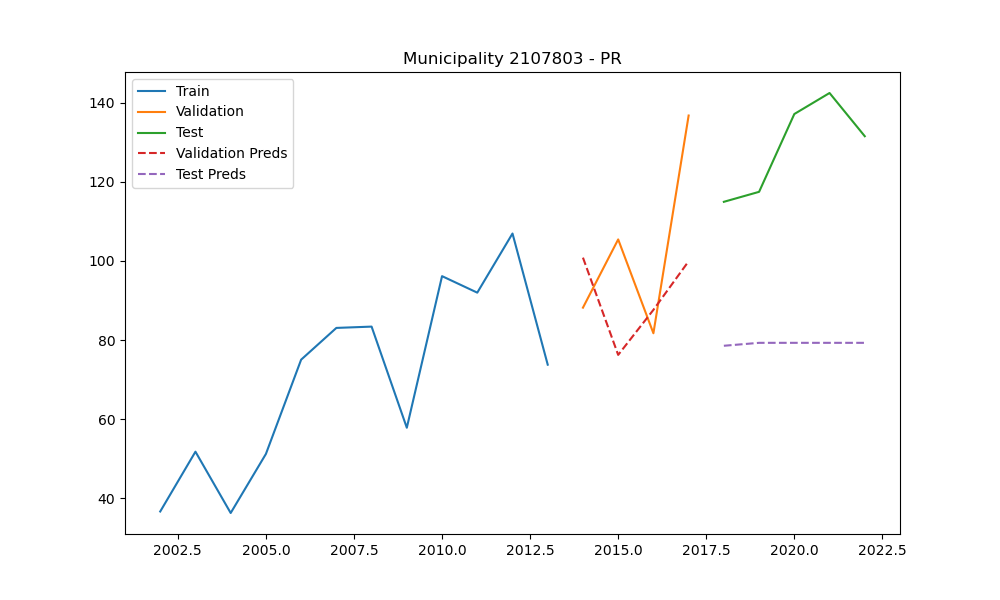 Municipality 2107803 - PR
Train
Validation
Test
Validation Preds
Test Preds
140
120
100
80
60
40
2002.5 2005.0 2007.5 2010.0 2012.5 2015.0 2017.5 2020.0 2022.5